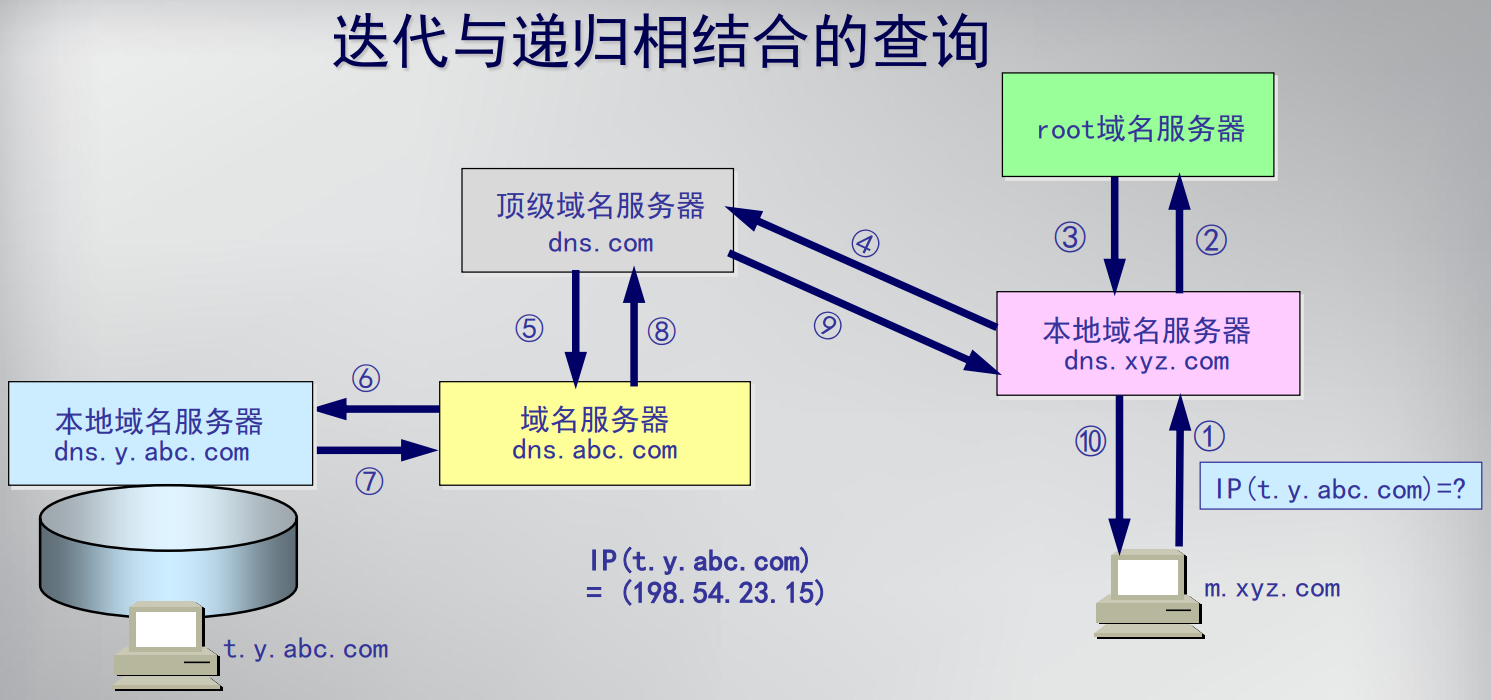 迭代与递归相结合的查询
root域名服务器
顶级域名服务器
dns.com
④
③
②
⑨
本地域名服务器
dns.xyz.com
⑤
⑧
⑥
本地域名服务器
dns.y.abc.com
域名服务器
dns.abc.com
⑦
⑩
①
IP(t.y.abc.com)=?
IP(t.y.abc.com)
= (198.54.23.15)
m.xyz.com
t.y.abc.com